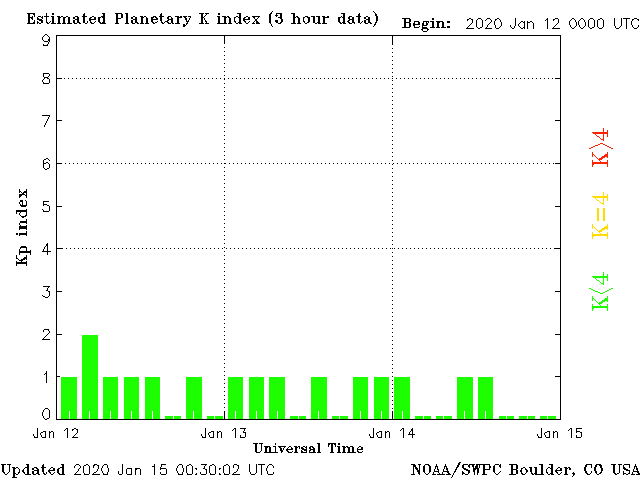 Estimated Planetary K index (3 hour data) Begin: 2020 Jan 12 0000 UTC
9
8
7
6
5
4
3
2
1
0
Kp index
K>4
K=4
K<4
Jan 12 Jan 13 Jan 14 Jan 15
Universal Time
Updated 2020 Jan 15 00:30:02 UTC NOAA/SWPC Boulder, CO USA